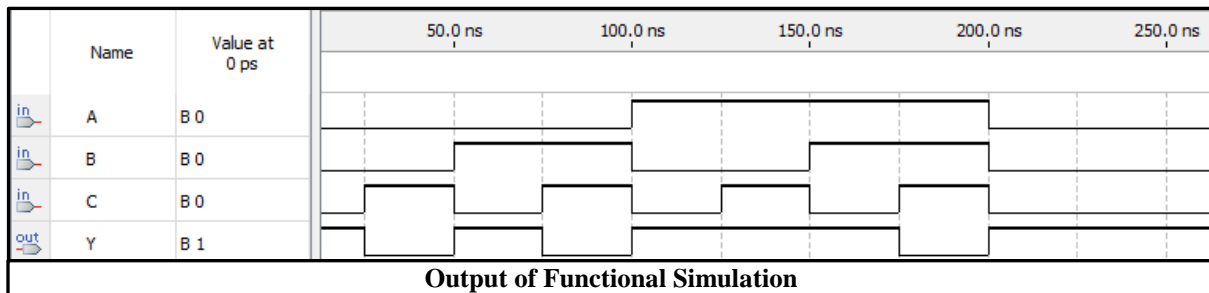 Name
Value at
0 ps
50.0 ns 100.0 ns 150.0 ns 200.0 ns 250.0 ns
in A B 0
in B B 0
in C B 0
out Y B 1
Output of Functional Simulation